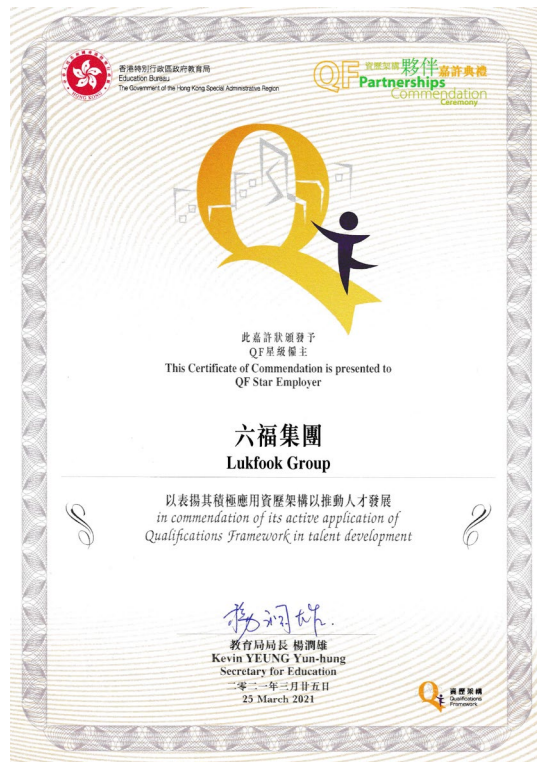 香港特別行政區政府教育局
Education Bureau
The Government of the Hong Kong Special Administrative Region
QF 資歷架構 夥伴 嘉許典禮
Partnerships
Commendation
Ceremony
此嘉許狀頒發予
QF星級僱主
This Certificate of Commendation is presented to
QF Star Employer
六福集團
Lukfook Group
以表揚其積極應用資歷架構以推動人才發展
in commendation of its active application of
Qualifications Framework in talent development
楊潤雄
教育局局長 楊潤雄
Kevin YEUNG Yun-hung
Secretary for Education
二零二一年三月廿五日
25 March 2021
資歷架構
Qualifications
Framework
HONG KONG